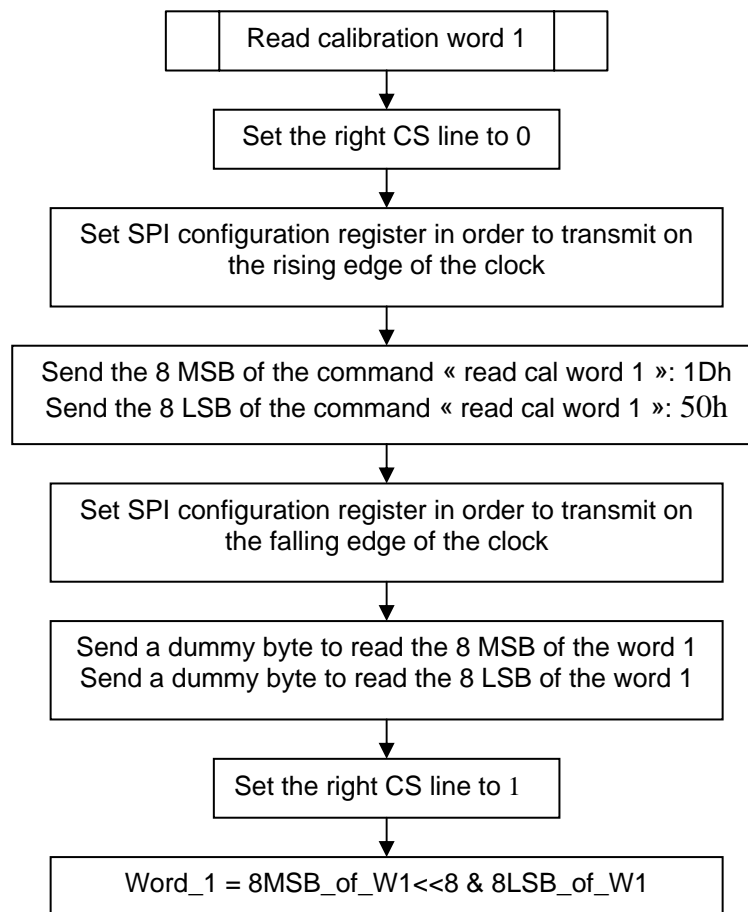 Read calibration word 1
Set the right CS line to 0
Set SPI configuration register in order to transmit on
the rising edge of the clock
Send the 8 MSB of the command « read cal word 1 »: 1Dh
Send the 8 LSB of the command « read cal word 1 »: 50h
Set SPI configuration register in order to transmit on
the falling edge of the clock
Send a dummy byte to read the 8 MSB of the word 1
Send a dummy byte to read the 8 LSB of the word 1
Set the right CS line to 1
Word_1 = 8MSB_of_W1<<8 & 8LSB_of_W1